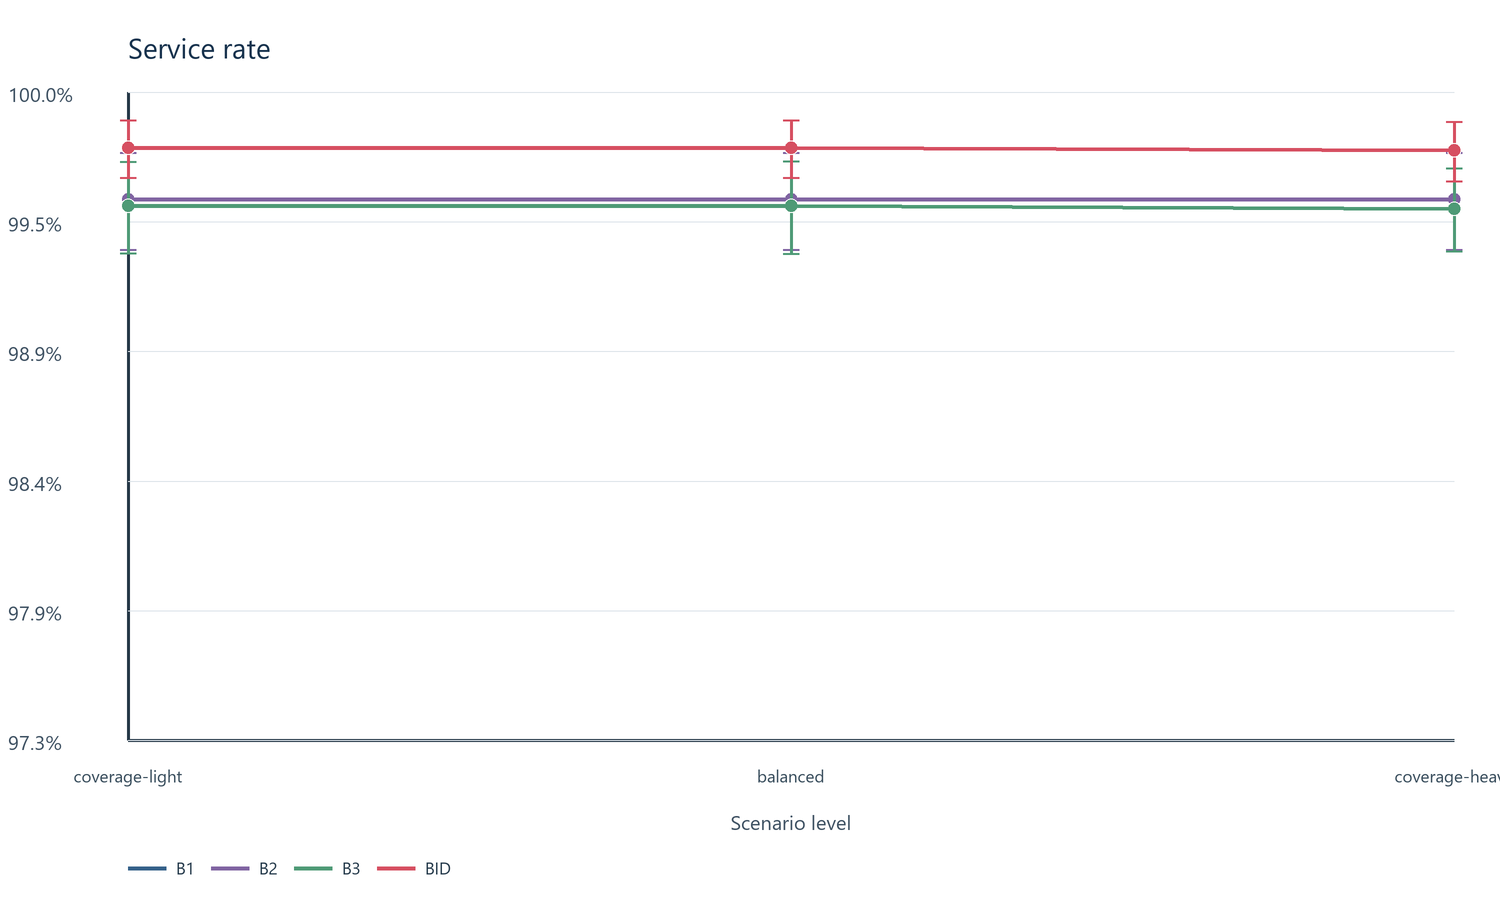 Service rate
100.0%
99.5%
98.9%
98.4%
97.9%
97.3%
coverage-light balanced coverage-heav
Scenario level
B1 B2 B3 BID